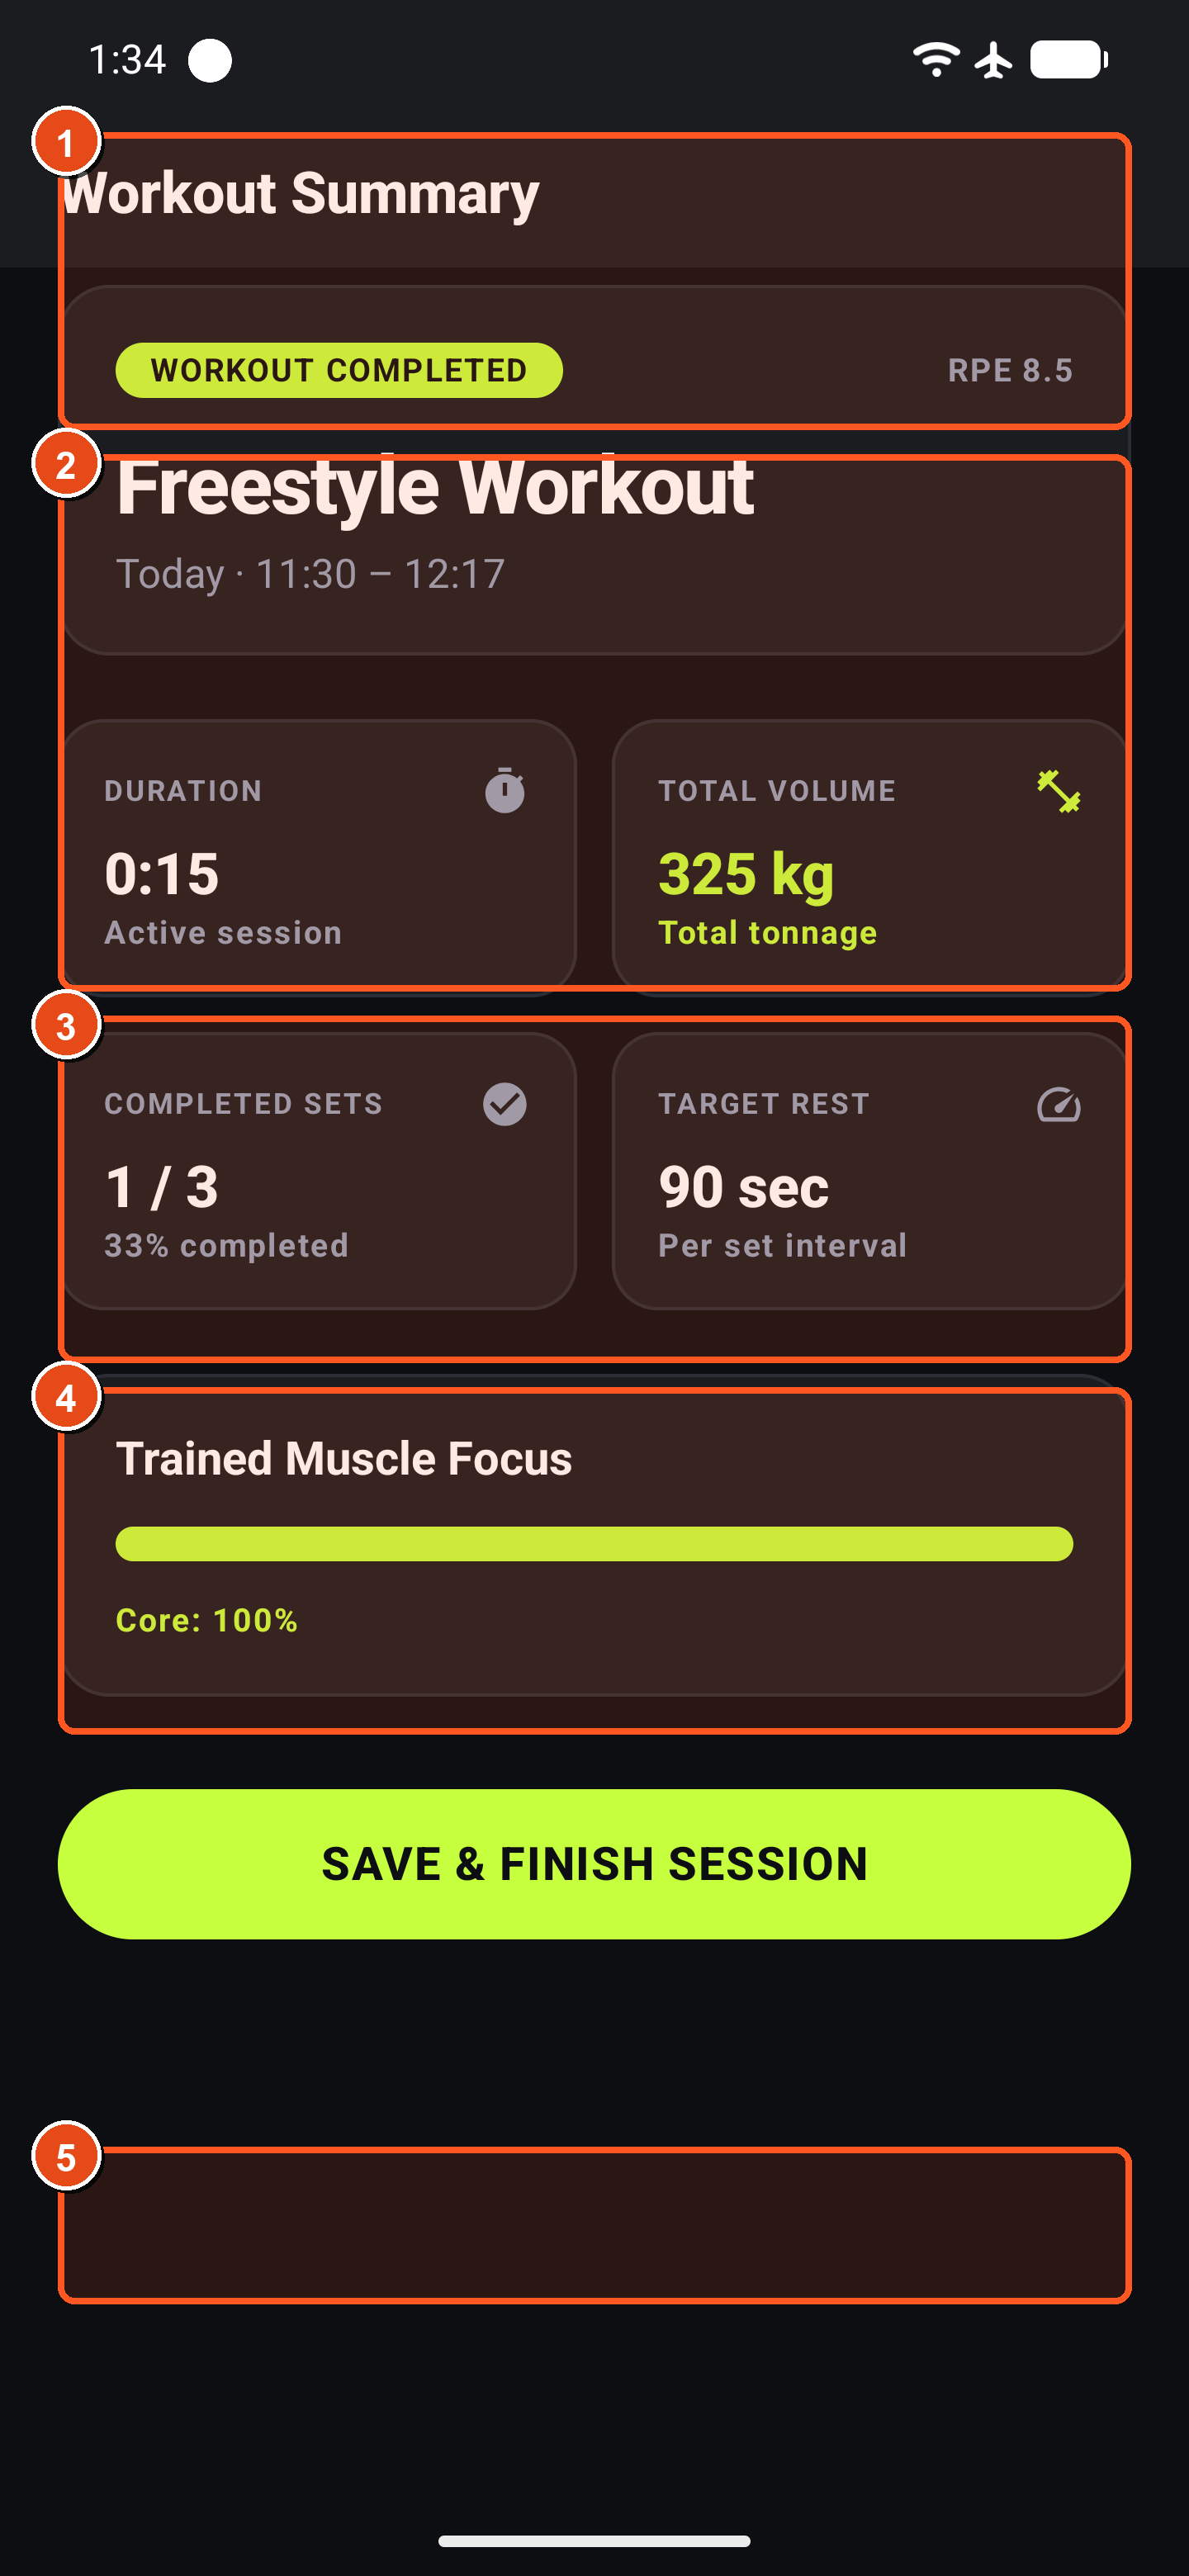 1:34
1
Workout Summary
WORKOUT COMPLETED
RPE 8.5
2
Freestyle Workout
Today · 11:30 – 12:17
DURATION
TOTAL VOLUME
0:15
325 kg
Active session
Total tonnage
3
COMPLETED SETS
TARGET REST
1 / 3
90 sec
33% completed
Per set interval
4
Trained Muscle Focus
Core: 100%
SAVE & FINISH SESSION
5